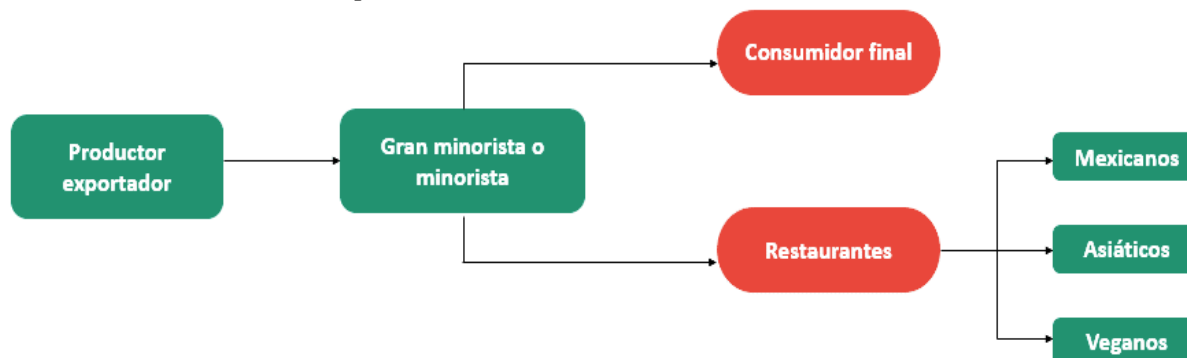 Consumidor final
Productor
exportador
Gran minorista o
minorista
Mexicanos
Restaurantes
Asiáticos
Veganos